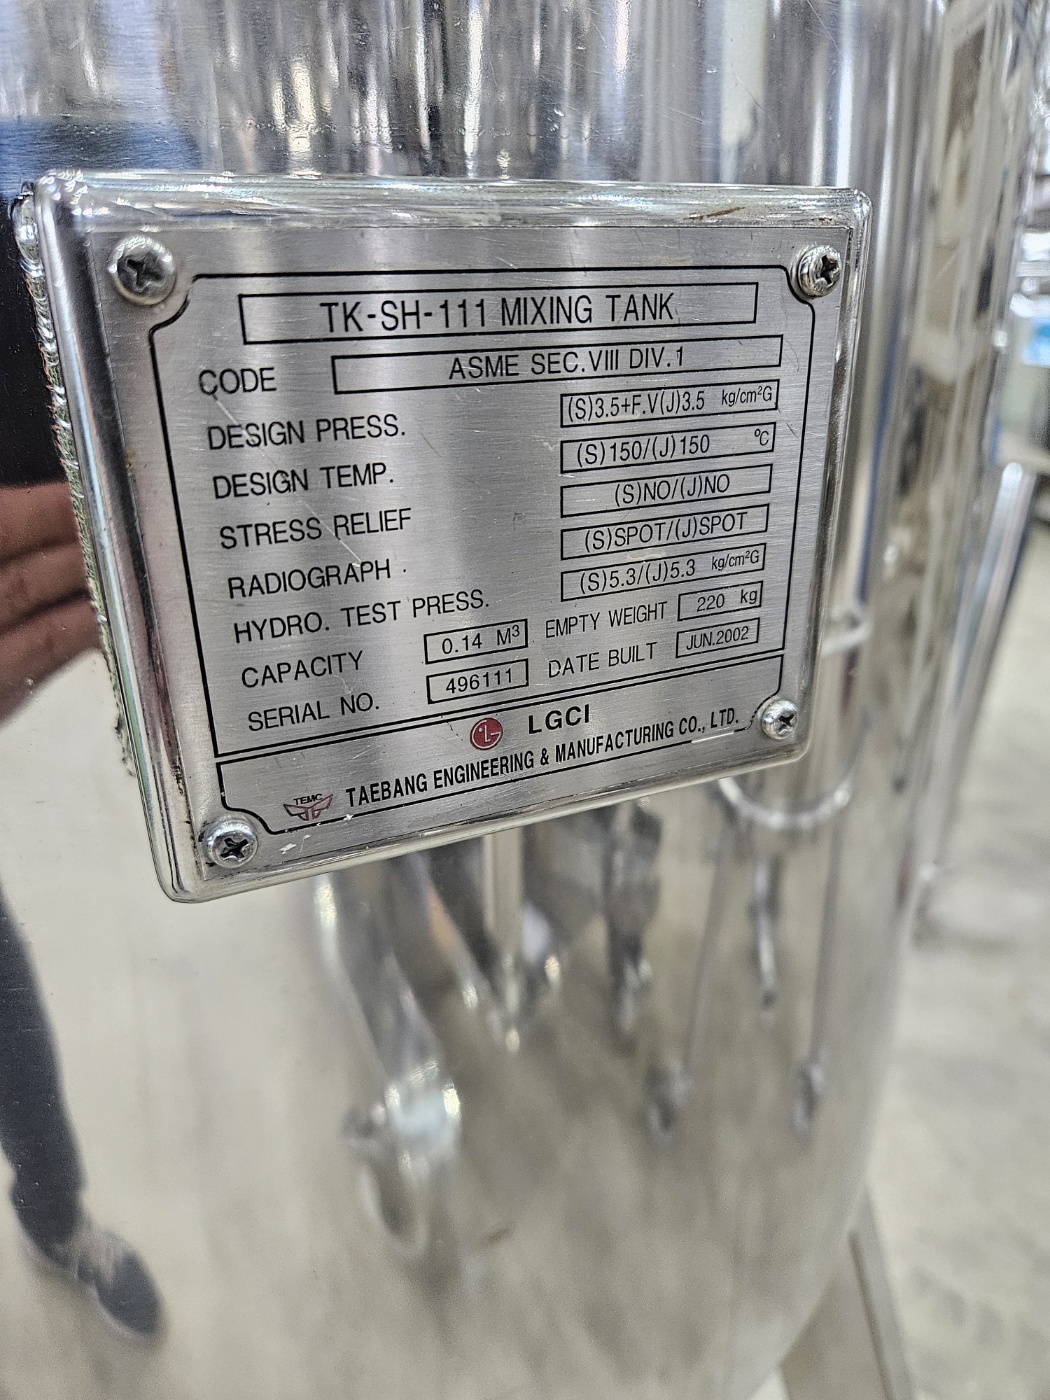 TK-SH-111 MIXING TANK
CODE ASME SEC.VIII DIV.1
DESIGN PRESS. (S)3.5+F.V(J)3.5 kg/cm²G
DESIGN TEMP. (S)150/(J)150 ℃
STRESS RELIEF (S)NO/(J)NO
RADIOGRAPH (S)SPOT/(J)SPOT
HYDRO. TEST PRESS. (S)5.3/(J)5.3 kg/cm²G
CAPACITY 0.14 M³ EMPTY WEIGHT 220 kg
SERIAL NO. 496111 DATE BUILT JUN.2002
LG LGCI
TEMC TAEBANG ENGINEERING & MANUFACTURING CO., LTD.